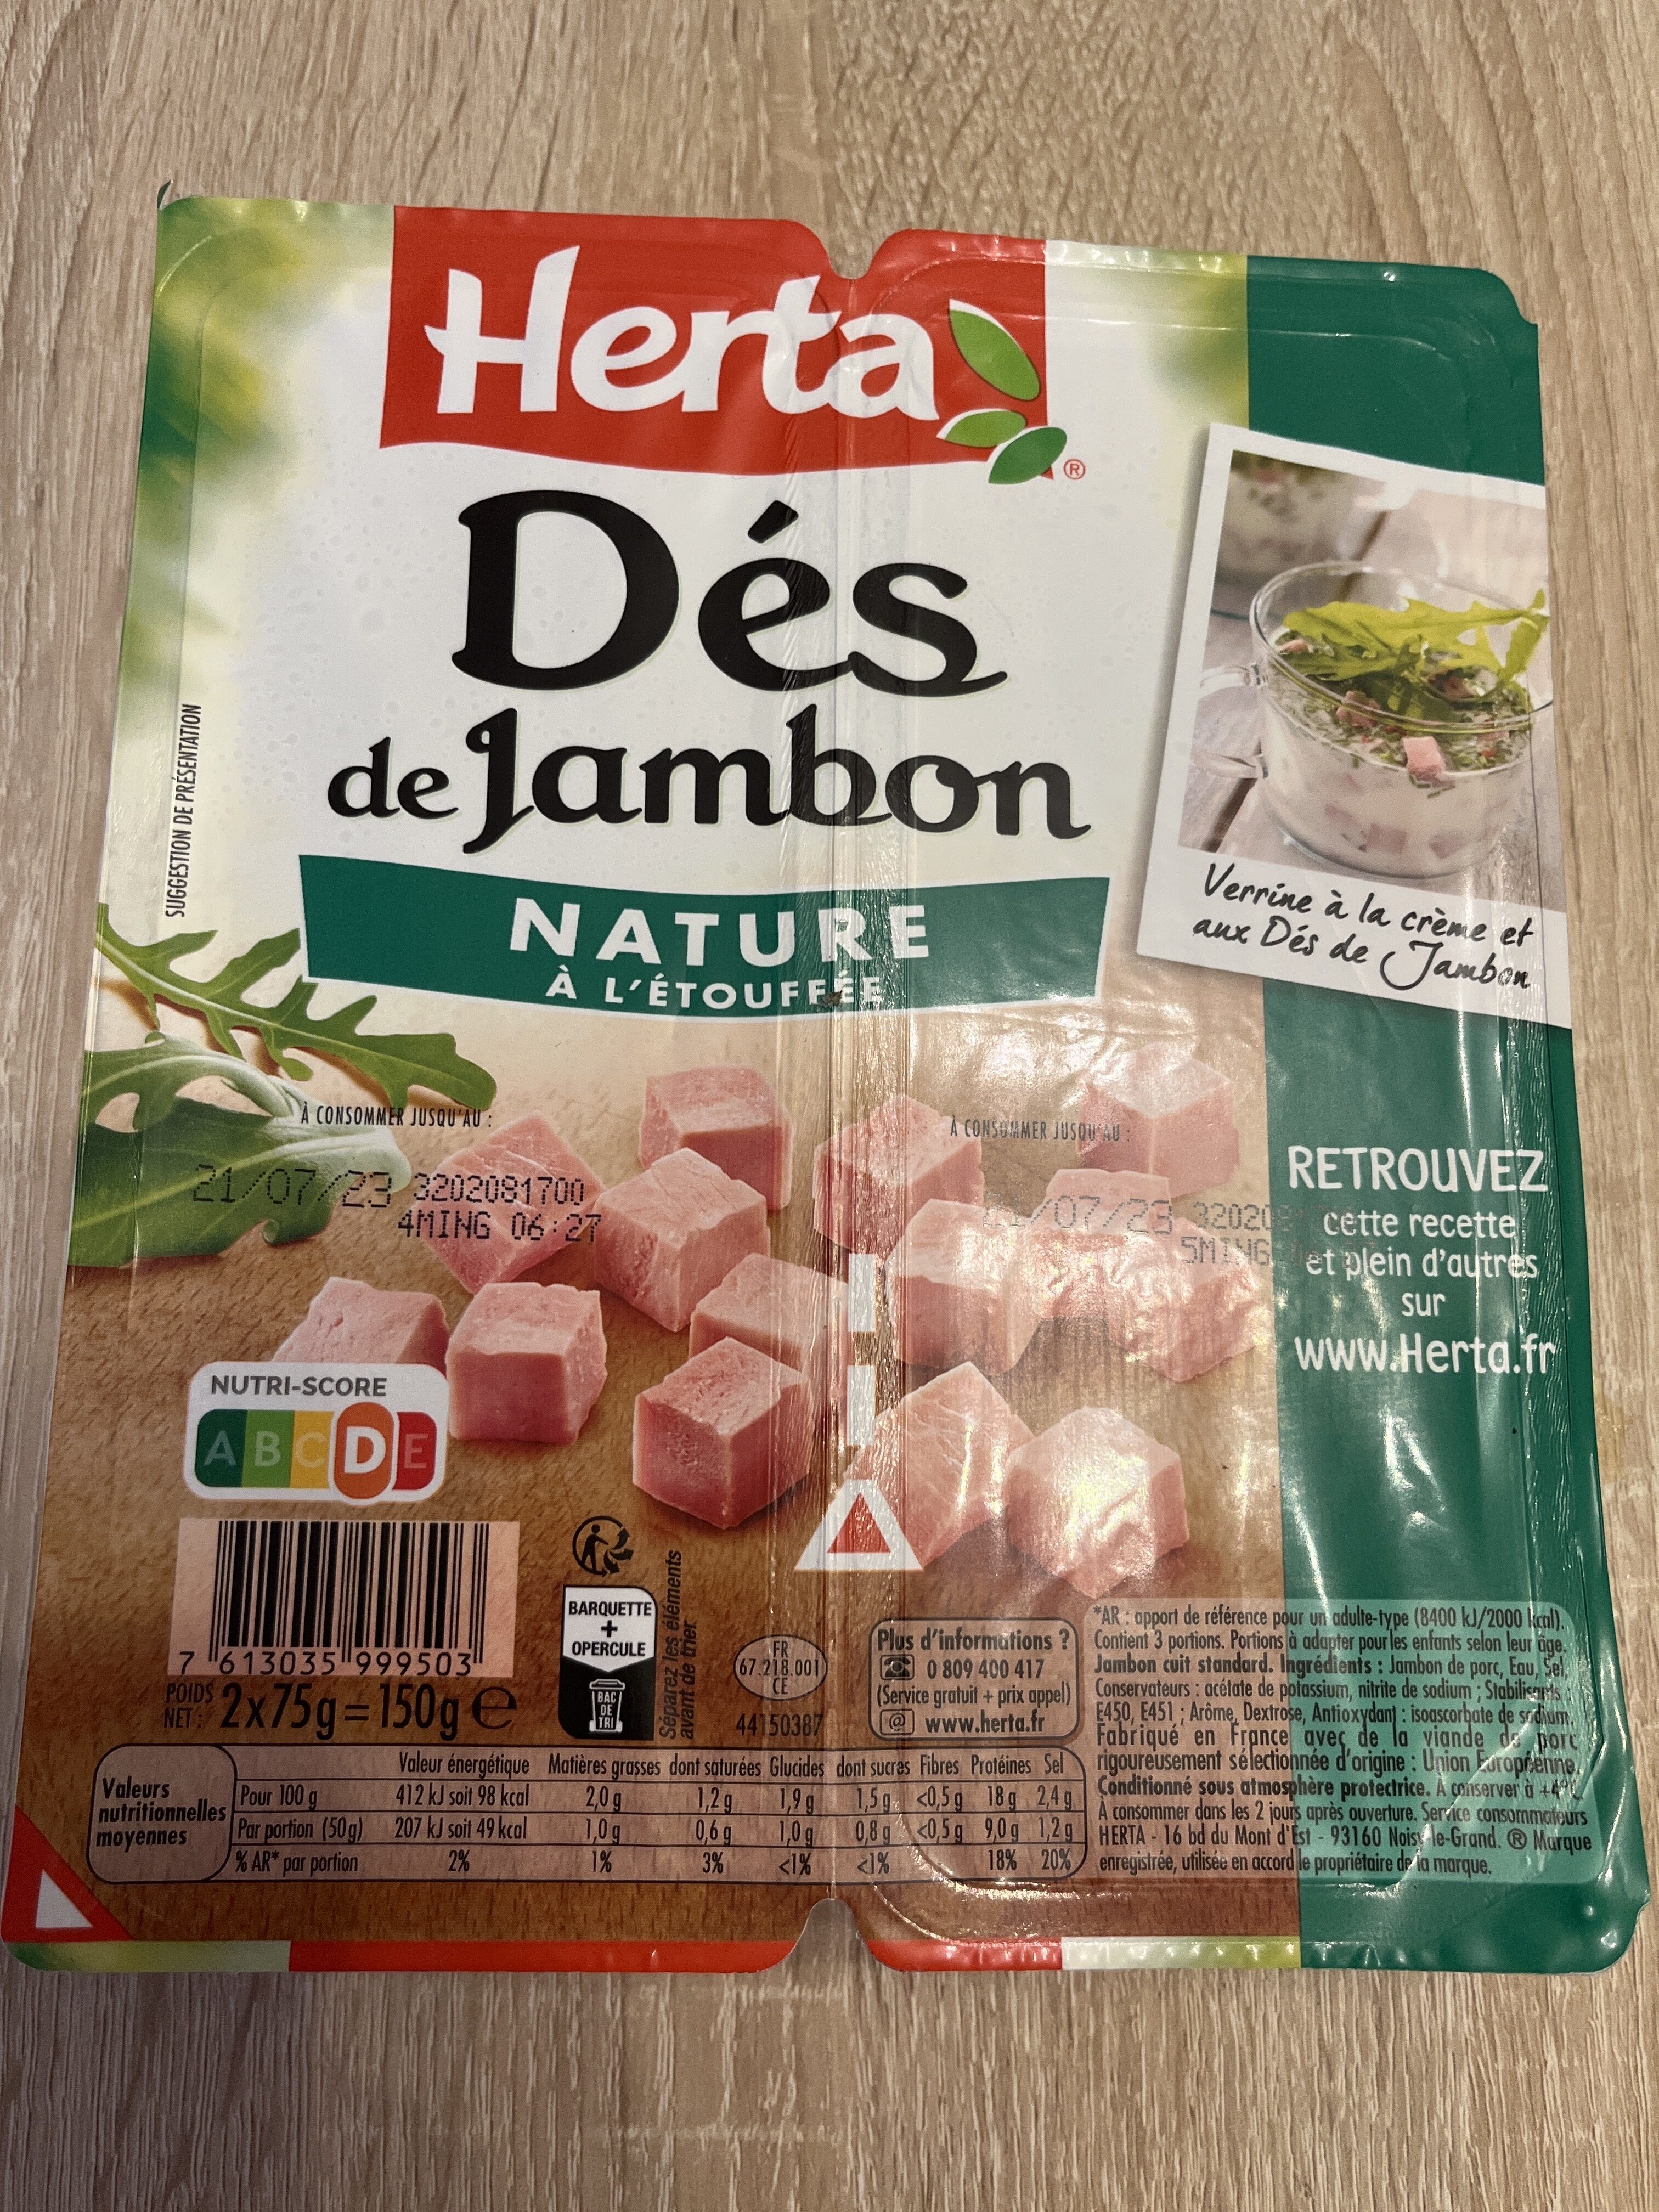 Herta
®
Dés
de Jambon
NATURE
À L'ÉTOUFFÉE
SUGGESTION DE PRÉSENTATION
Verrine à la crème et
aux Dés de Jambon
À CONSOMMER JUSQU'AU :
21/07/23 3202081700
4MING 06:27
À CONSOMMER JUSQU'AU :
/07/23 32020
5MING
RETROUVEZ
cette recette
et plein d'autres
sur
www.Herta.fr
NUTRI-SCORE
A B C D E
7 613035 999503
POIDS
NET : 2x75g=150g e
BARQUETTE
+
OPERCULE
BAC
DE
TRI
Séparez les éléments
avant de trier
FR
67.218.001
CE
44150387
Plus d'informations ?
0 809 400 417
(Service gratuit + prix appel)
@ www.herta.fr
*AR : apport de référence pour un adulte-type (8400 kJ/2000 kcal).
Contient 3 portions. Portions à adapter pour les enfants selon leur âge.
Jambon cuit standard. Ingrédients : Jambon de porc, Eau, Sel,
Conservateurs : acétate de potassium, nitrite de sodium ; Stabilisants :
E450, E451 ; Arôme, Dextrose, Antioxydant : isoascorbate de sodium.
Fabriqué en France avec de la viande de porc
rigoureusement sélectionnée d'origine : Union Européenne.
Conditionné sous atmosphère protectrice. À conserver à +4°C.
À consommer dans les 2 jours après ouverture. Service consommateurs
HERTA - 16 bd du Mont d'Est - 93160 Noisy-le-Grand. ® Marque
enregistrée, utilisée en accord le propriétaire de la marque.
Valeurs
nutritionnelles
moyennes
Valeur énergétique Matières grasses dont saturées Glucides dont sucres Fibres Protéines Sel
Pour 100 g 412 kJ soit 98 kcal 2,0 g 1,2 g 1,9 g 1,5 g <0,5 g 18 g 2,4 g
Par portion (50g) 207 kJ soit 49 kcal 1,0 g 0,6 g 1,0 g 0,8 g <0,5 g 9,0 g 1,2 g
% AR* par portion 2% 1% 3% <1% <1% 18% 20%